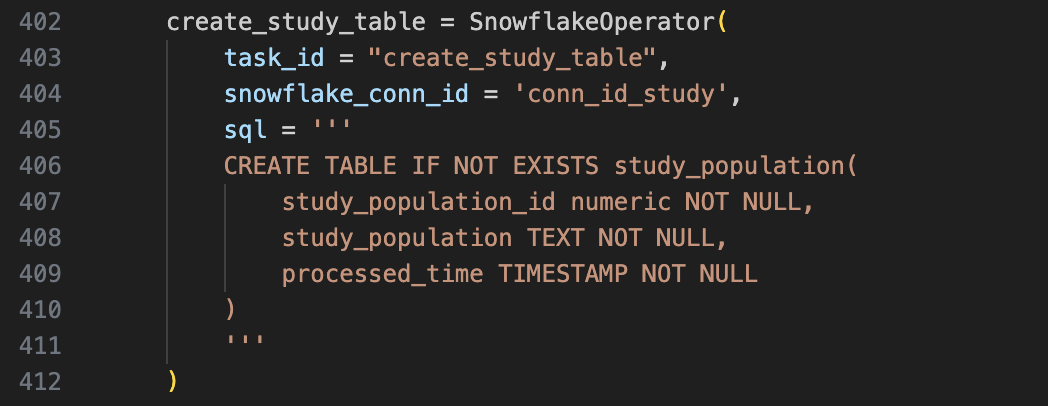 402 create_study_table = SnowflakeOperator(
403 task_id = "create_study_table",
404 snowflake_conn_id = 'conn_id_study',
405 sql = '''
406 CREATE TABLE IF NOT EXISTS study_population(
407 study_population_id numeric NOT NULL,
408 study_population TEXT NOT NULL,
409 processed_time TIMESTAMP NOT NULL
410 )
411 '''
412 )